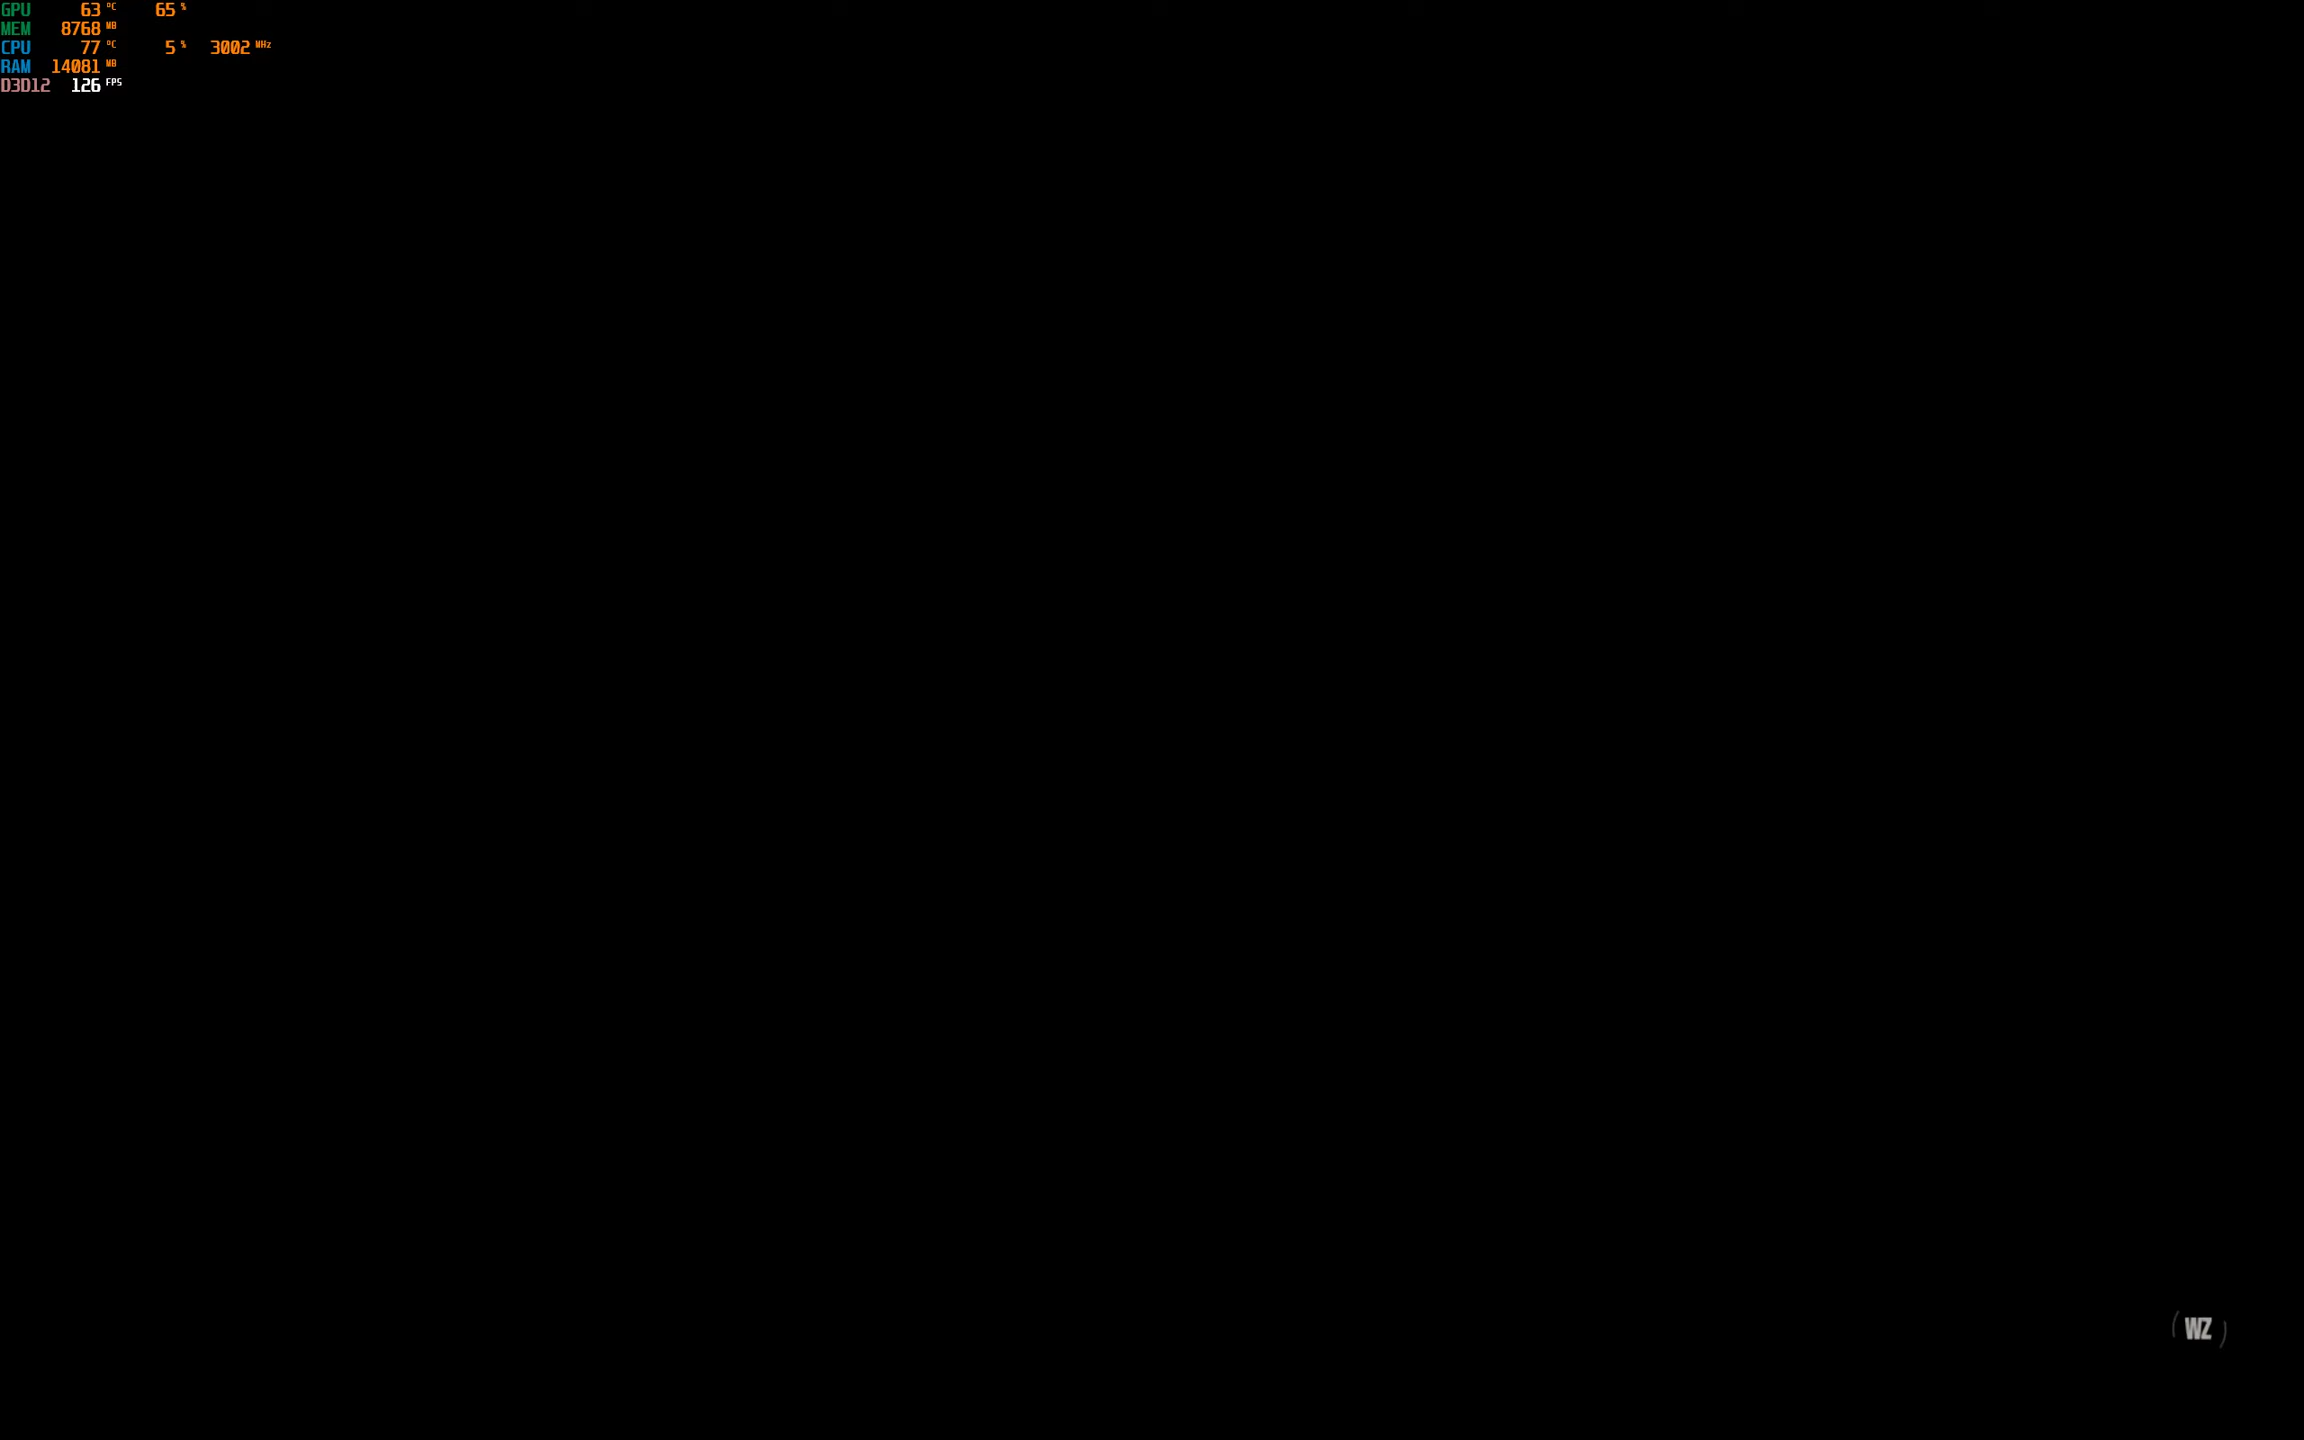 GPU 63 °C 65 %
MEM 8768 MB
CPU 77 °C 5 % 3002 MHz
RAM 14081 MB
D3D12 126 FPS
WZ